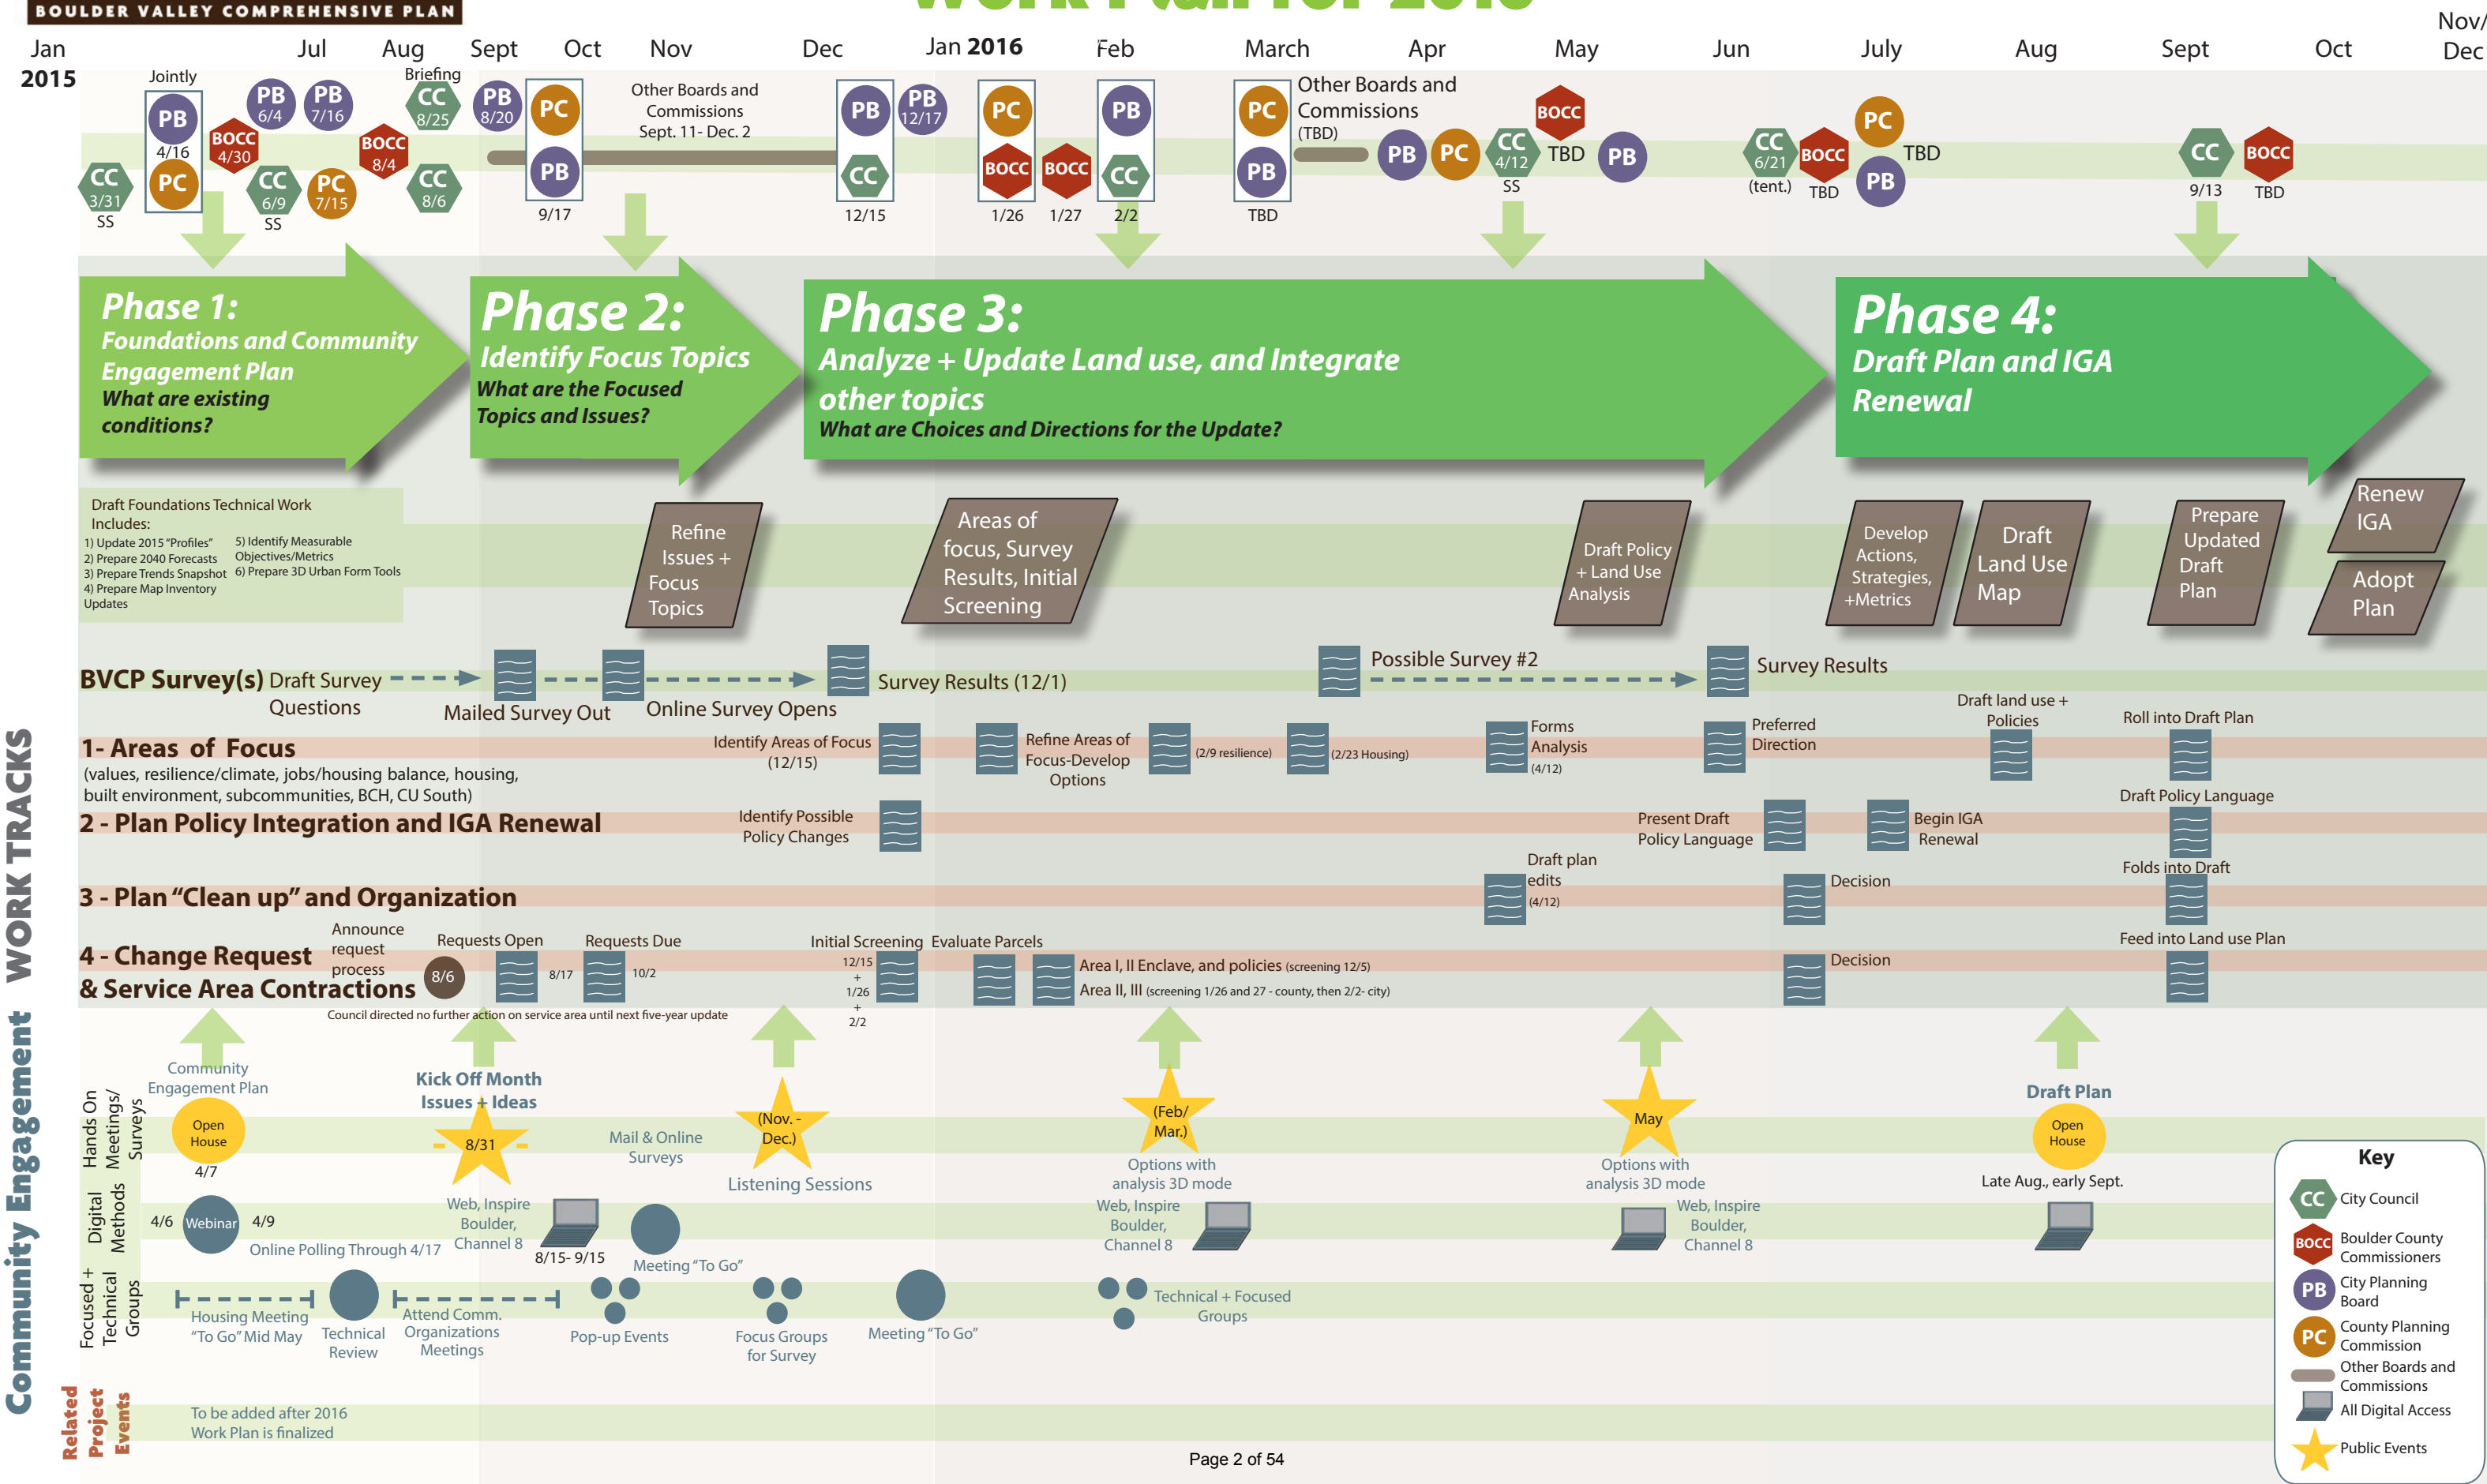 BOULDER VALLEY COMPREHENSIVE PLAN
Work Plan for 2016
Jan
2015
Jul
Aug
Sept
Oct
Nov
Dec
Jan 2016
Feb
March
Apr
May
Jun
July
Aug
Sept
Oct
Nov/
Dec
CC
3/31
SS
Jointly
PB
4/16
PC
BOCC
4/30
PB
6/4
CC
6/9
SS
PB
7/16
PC
7/15
BOCC
8/4
Briefing
CC
8/25
CC
8/6
PB
8/20
PC
PB
9/17
Other Boards and
Commissions
Sept. 11- Dec. 2
PB
CC
12/15
PB
12/17
PC
BOCC
1/26
BOCC
1/27
PB
CC
2/2
PC
PB
TBD
Other Boards and
Commissions
(TBD)
PB
PC
CC
4/12
SS
BOCC
TBD
PB
CC
6/21
(tent.)
BOCC
TBD
PC
PB
TBD
CC
9/13
BOCC
TBD
Phase 1:
Foundations and Community
Engagement Plan
What are existing
conditions?
Phase 2:
Identify Focus Topics
What are the Focused
Topics and Issues?
Phase 3:
Analyze + Update Land use, and Integrate
other topics
What are Choices and Directions for the Update?
Phase 4:
Draft Plan and IGA
Renewal
Draft Foundations Technical Work
Includes:
1) Update 2015 “Profiles”
2) Prepare 2040 Forecasts
3) Prepare Trends Snapshot
4) Prepare Map Inventory
Updates
5) Identify Measurable
Objectives/Metrics
6) Prepare 3D Urban Form Tools
Refine
Issues +
Focus
Topics
Areas of
focus, Survey
Results, Initial
Screening
Draft Policy
+ Land Use
Analysis
Develop
Actions,
Strategies,
+Metrics
Draft
Land Use
Map
Prepare
Updated
Draft
Plan
Renew
IGA
Adopt
Plan
WORK TRACKS
BVCP Survey(s)
Draft Survey
Questions
Mailed Survey Out
Online Survey Opens
Survey Results (12/1)
Possible Survey #2
Survey Results
1- Areas of Focus
(values, resilience/climate, jobs/housing balance, housing,
built environment, subcommunities, BCH, CU South)
Identify Areas of Focus
(12/15)
Refine Areas of
Focus-Develop
Options
(2/9 resilience)
(2/23 Housing)
Forms
Analysis
(4/12)
Preferred
Direction
Draft land use +
Policies
Roll into Draft Plan
2 - Plan Policy Integration and IGA Renewal
Identify Possible
Policy Changes
Present Draft
Policy Language
Begin IGA
Renewal
Draft Policy Language
3 - Plan “Clean up” and Organization
Draft plan
edits
(4/12)
Decision
Folds into Draft
4 - Change Request
& Service Area Contractions
Announce
request
process
8/6
Requests Open
8/17
Requests Due
10/2
Council directed no further action on service area until next five-year update
Initial Screening
12/15
+
1/26
+
2/2
Evaluate Parcels
Area I, II Enclave, and policies (screening 12/5)
Area II, III (screening 1/26 and 27 - county, then 2/2- city)
Decision
Feed into Land use Plan
Community Engagement
Hands On
Meetings/
Surveys
Community
Engagement Plan
Open
House
4/7
Kick Off Month
Issues + Ideas
8/31
Mail & Online
Surveys
(Nov. -
Dec.)
Listening Sessions
(Feb/
Mar.)
Options with
analysis 3D mode
May
Options with
analysis 3D mode
Draft Plan
Open
House
Late Aug., early Sept.
Digital
Methods
4/6
Webinar
4/9
Online Polling Through 4/17
Web, Inspire
Boulder,
Channel 8
8/15- 9/15
Meeting “To Go”
Web, Inspire
Boulder,
Channel 8
Web, Inspire
Boulder,
Channel 8
Focused +
Technical
Groups
Housing Meeting
“To Go” Mid May
Technical
Review
Attend Comm.
Organizations
Meetings
Pop-up Events
Focus Groups
for Survey
Meeting “To Go”
Technical + Focused
Groups
Related
Project
Events
To be added after 2016
Work Plan is finalized
Key
CC
City Council
BOCC
Boulder County
Commissioners
PB
City Planning
Board
PC
County Planning
Commission
Other Boards and
Commissions
All Digital Access
Public Events
Page 2 of 54